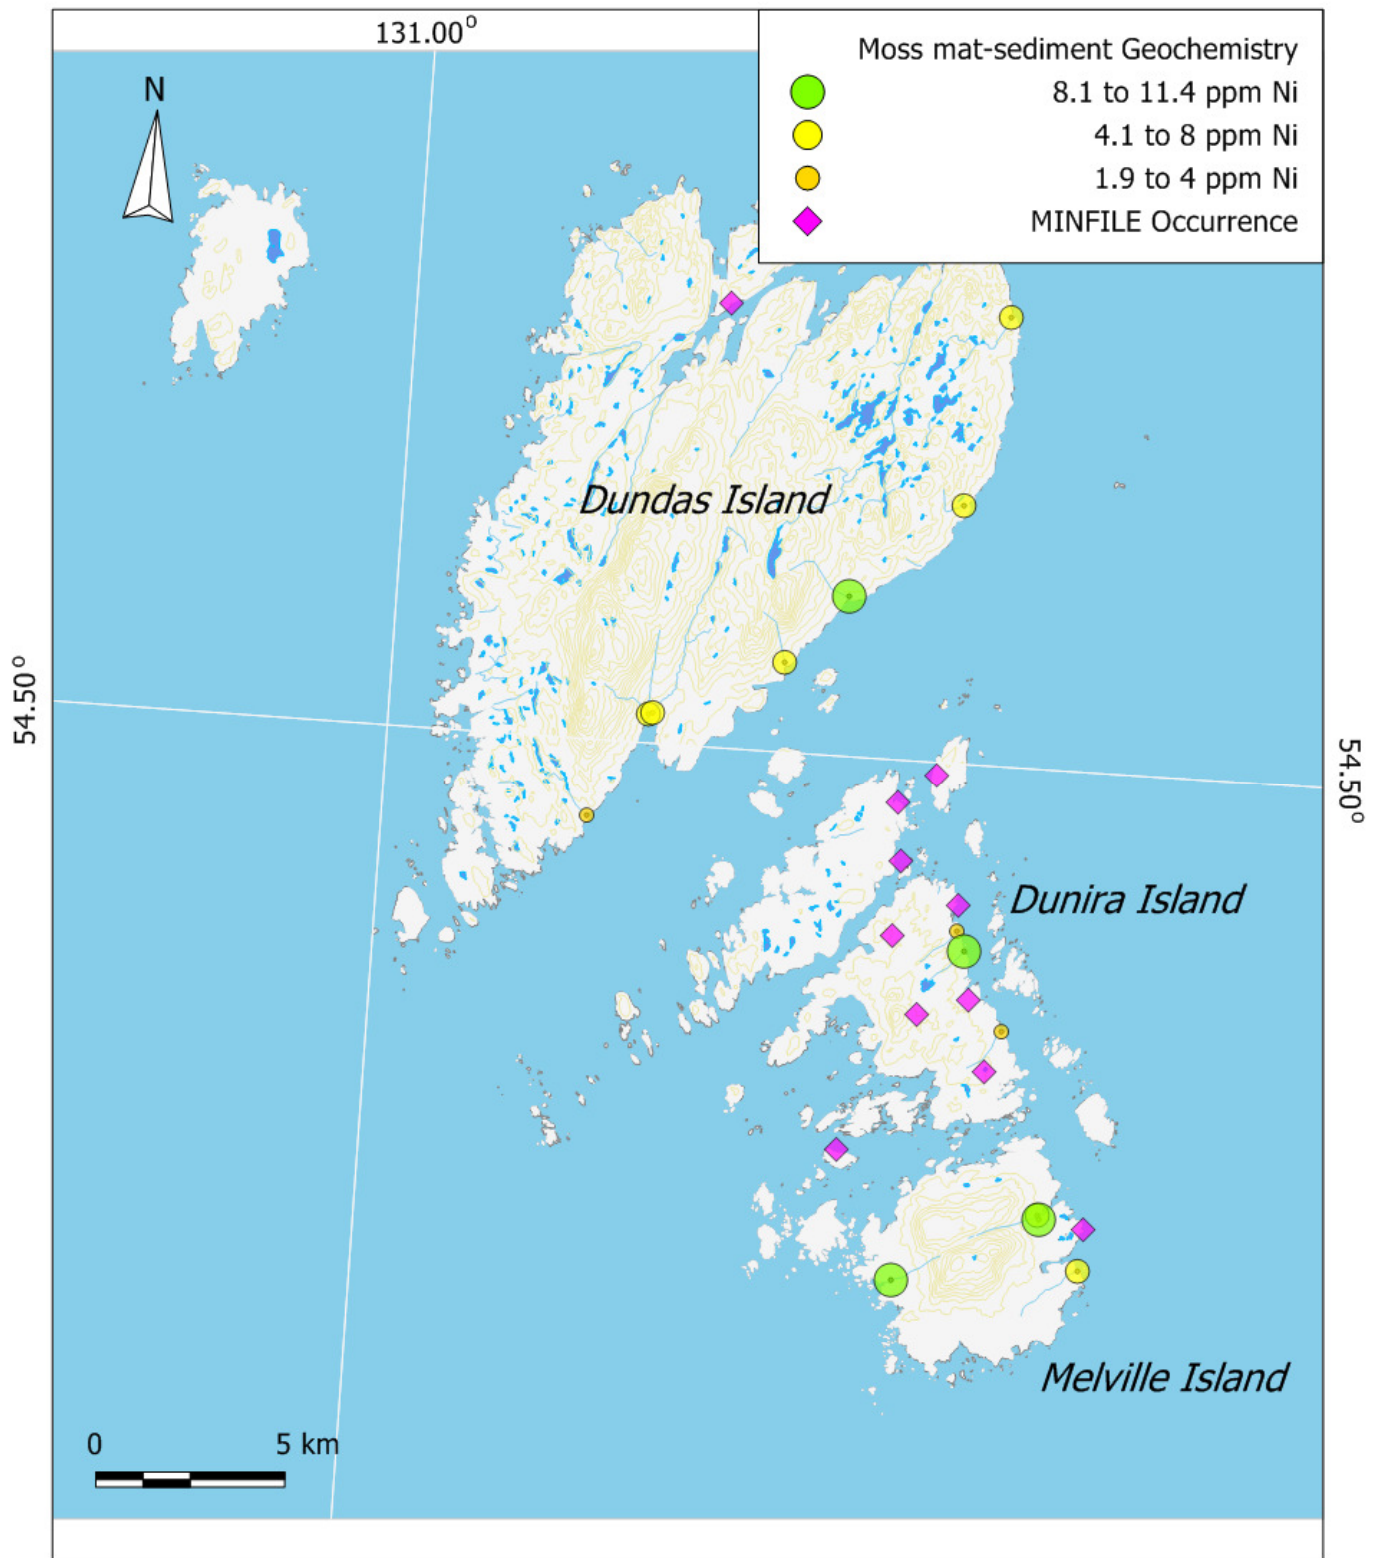 131.00°
Moss mat-sediment Geochemistry
8.1 to 11.4 ppm Ni
4.1 to 8 ppm Ni
1.9 to 4 ppm Ni
MINFILE Occurrence
N
Dundas Island
54.50°
54.50°
Dunira Island
Melville Island
0 5 km